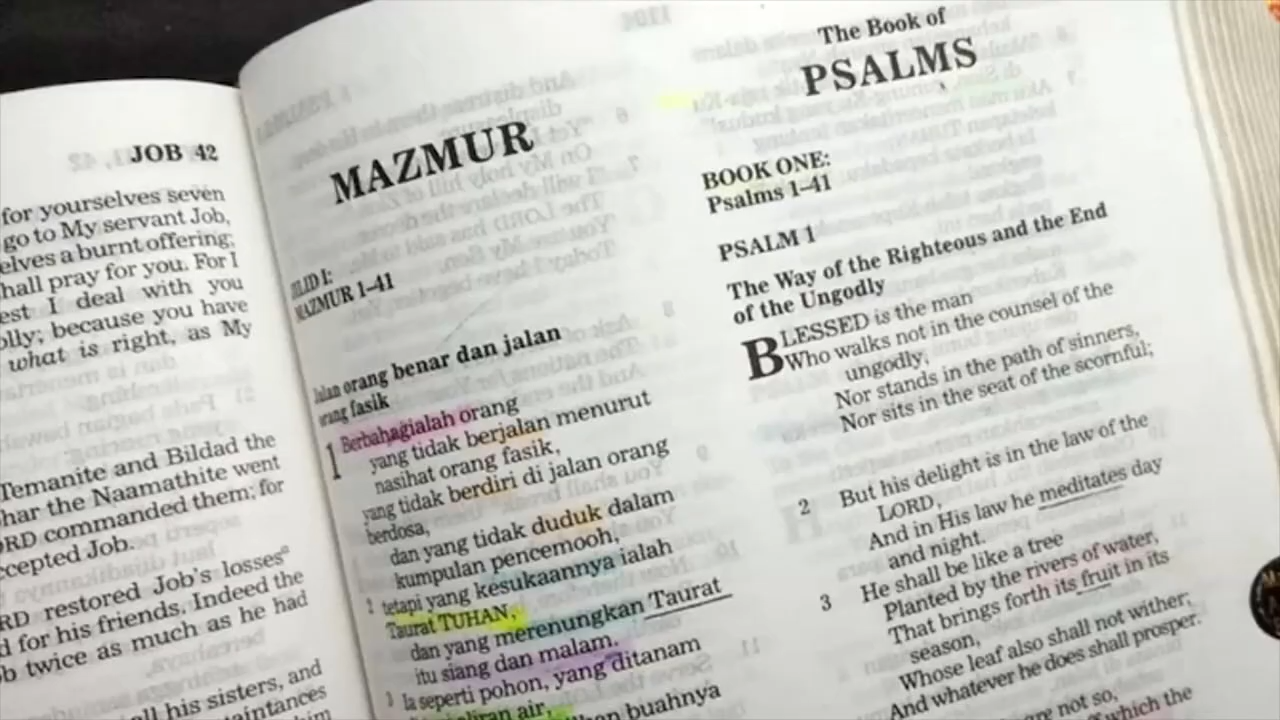 JOB 42
for yourselves seven
go to My servant Job,
elves a burnt offering;
hall pray for you. For I
est I deal with you
olly; because you have
what is right, as My
Temanite and Bildad the
har the Naamathite went
ORD commanded them; for
ccepted Job.
RD restored Job's losses
d for his friends. Indeed the
b twice as much as he had
all his sisters, and
aintances
MAZMUR
JILID I:
MAZMUR 1–41
Jalan orang benar dan jalan
orang fasik
1 Berbahagialah orang
yang tidak berjalan menurut
nasihat orang fasik,
yang tidak berdiri di jalan orang
berdosa,
dan yang tidak duduk dalam
kumpulan pencemooh,
2 tetapi yang kesukaannya ialah
Taurat TUHAN,
dan yang merenungkan Taurat
itu siang dan malam.
3 Ia seperti pohon, yang ditanam
aliran air,
buahnya
The Book of
PSALMS
BOOK ONE:
Psalms 1–41
PSALM 1
The Way of the Righteous and the End
of the Ungodly
BLESSED is the man
Who walks not in the counsel of the
ungodly,
Nor stands in the path of sinners,
Nor sits in the seat of the scornful;
2 But his delight is in the law of the
LORD,
And in His law he meditates day
and night.
3 He shall be like a tree
Planted by the rivers of water,
That brings forth its fruit in its
season,
Whose leaf also shall not wither;
And whatever he does shall prosper.
are not so,
which the